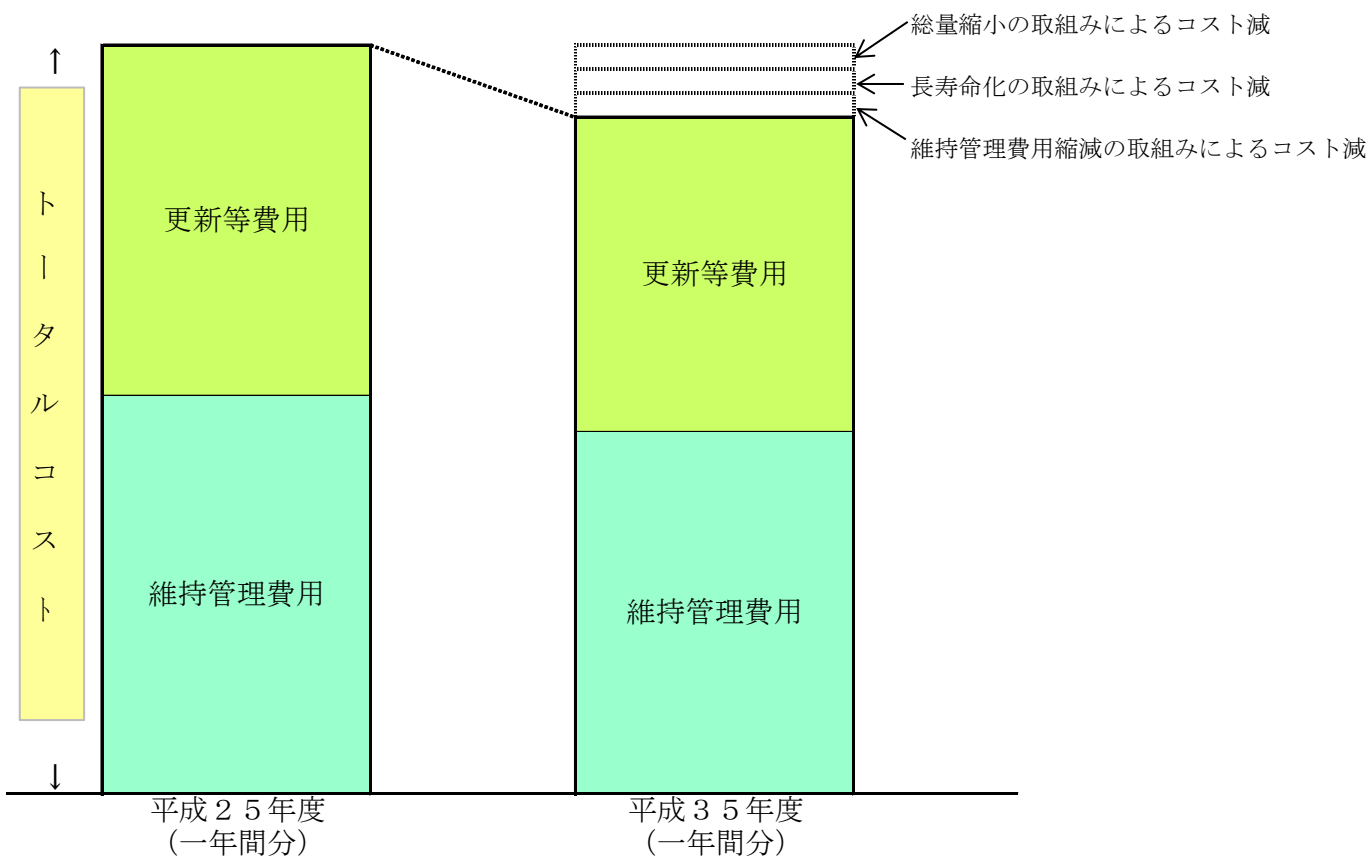 ↑
トータルコスト
↓
更新等費用
維持管理費用
平成２５年度
（一年間分）
総量縮小の取組みによるコスト減
長寿命化の取組みによるコスト減
維持管理費用縮減の取組みによるコスト減
更新等費用
維持管理費用
平成３５年度
（一年間分）